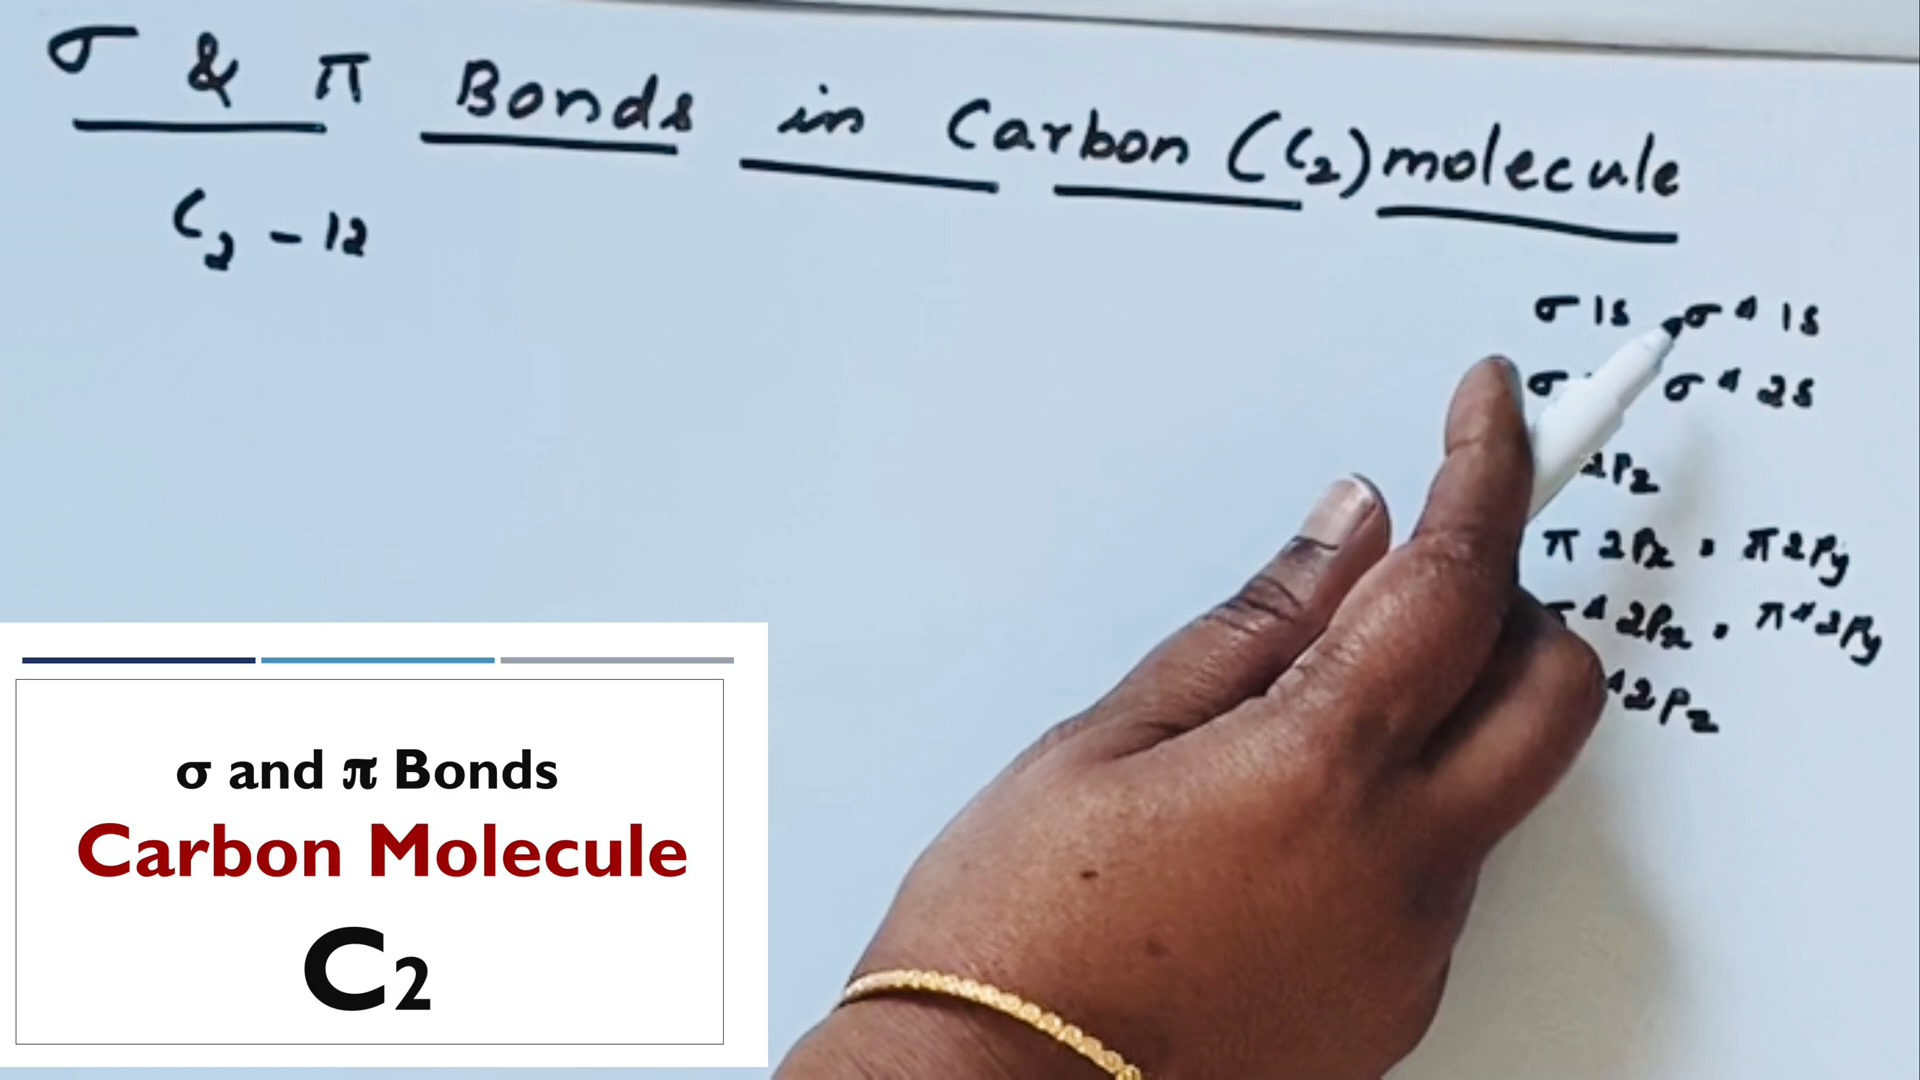 σ & π Bonds in Carbon (C₂) molecule
C₂ - 12
σ 1s σ* 1s
σ σ* 2s
2Pz
π 2Px . π 2Py
* 2Px . π* 2Py
* 2Pz
σ and π Bonds
Carbon Molecule
C₂